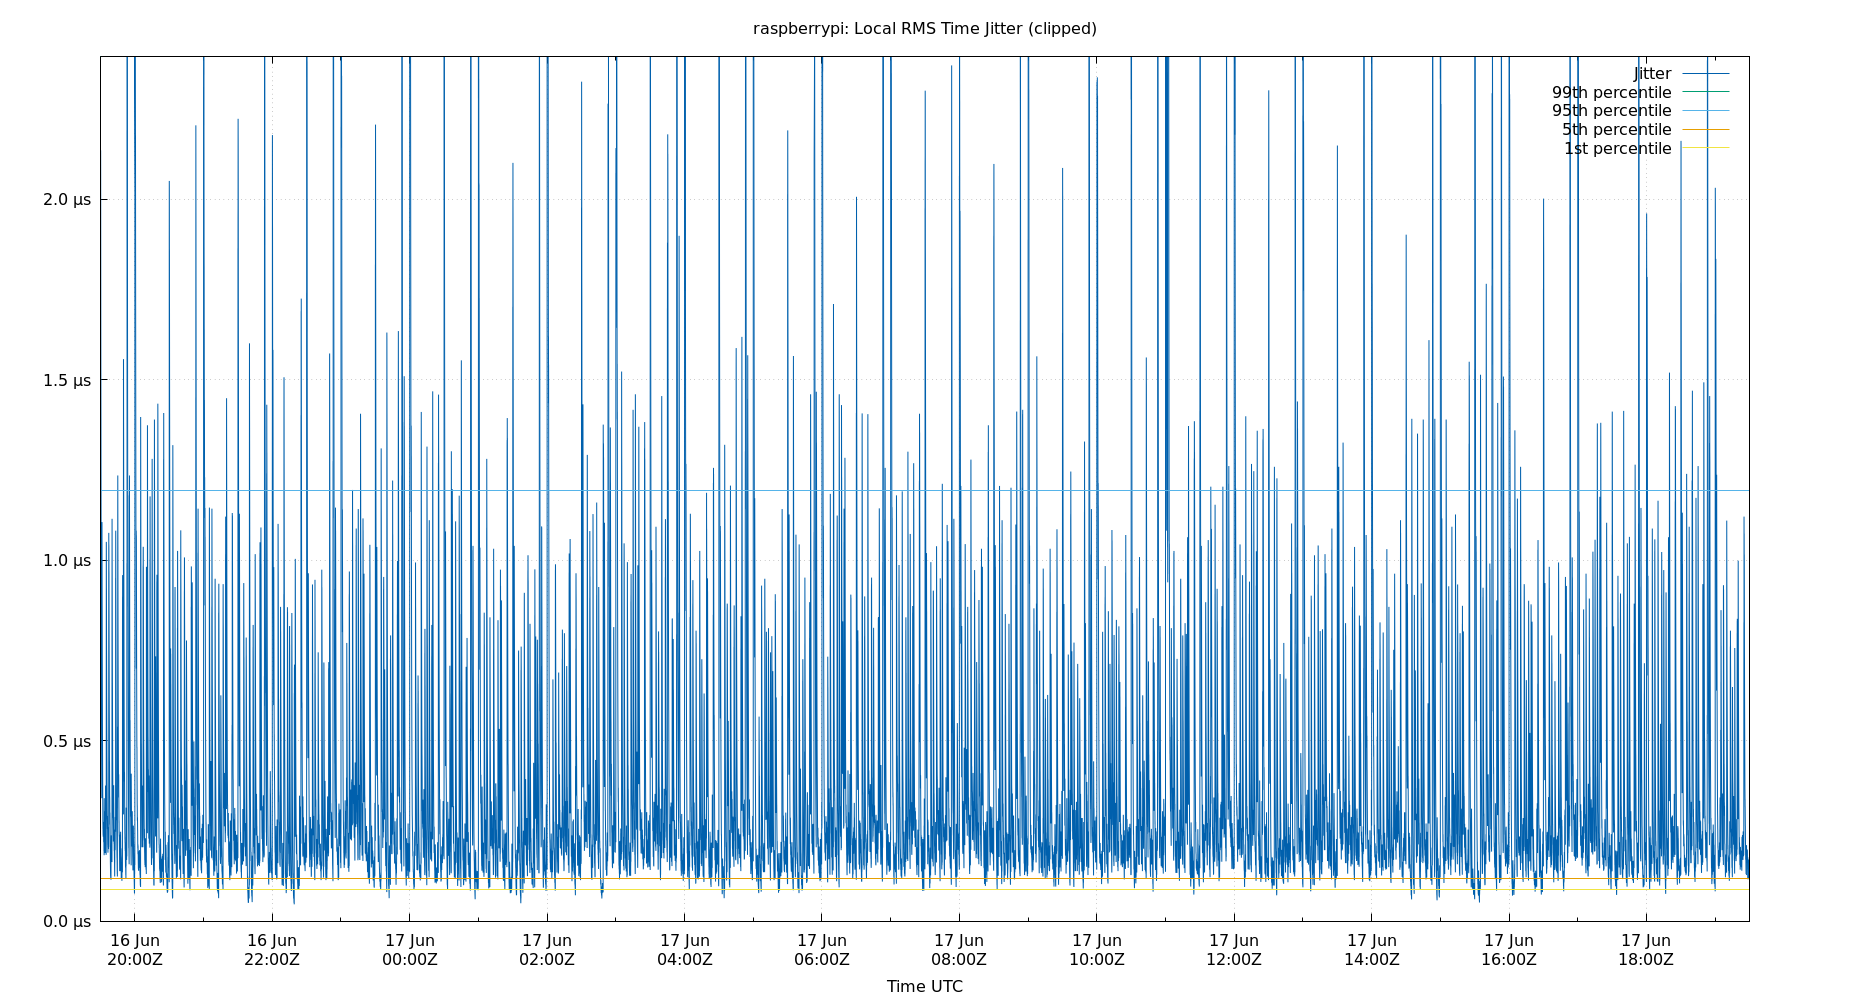 raspberrypi: Local RMS Time Jitter (clipped)
Jitter
99th percentile
95th percentile
5th percentile
1st percentile
2.0 µs
1.5 µs
1.0 µs
0.5 µs
0.0 µs
16 Jun 16 Jun 17 Jun 17 Jun 17 Jun 17 Jun 17 Jun 17 Jun 17 Jun 17 Jun 17 Jun 17 Jun
20:00Z 22:00Z 00:00Z 02:00Z 04:00Z 06:00Z 08:00Z 10:00Z 12:00Z 14:00Z 16:00Z 18:00Z
Time UTC